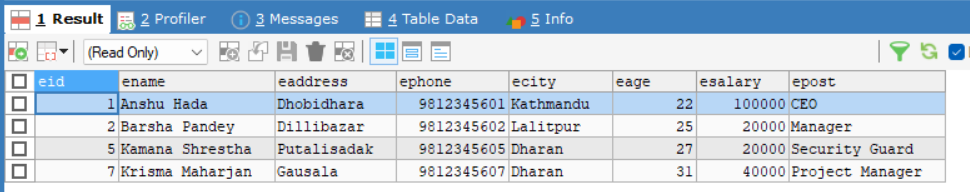 1 Result 2 Profiler 3 Messages 4 Table Data 5 Info
(Read Only)
eid ename eaddress ephone ecity eage esalary epost
1 Anshu Hada Dhobidhara 9812345601 Kathmandu 22 100000 CEO
2 Barsha Pandey Dillibazar 9812345602 Lalitpur 25 20000 Manager
5 Kamana Shrestha Putalisadak 9812345605 Dharan 27 20000 Security Guard
7 Krisma Maharjan Gausala 9812345607 Dharan 31 40000 Project Manager